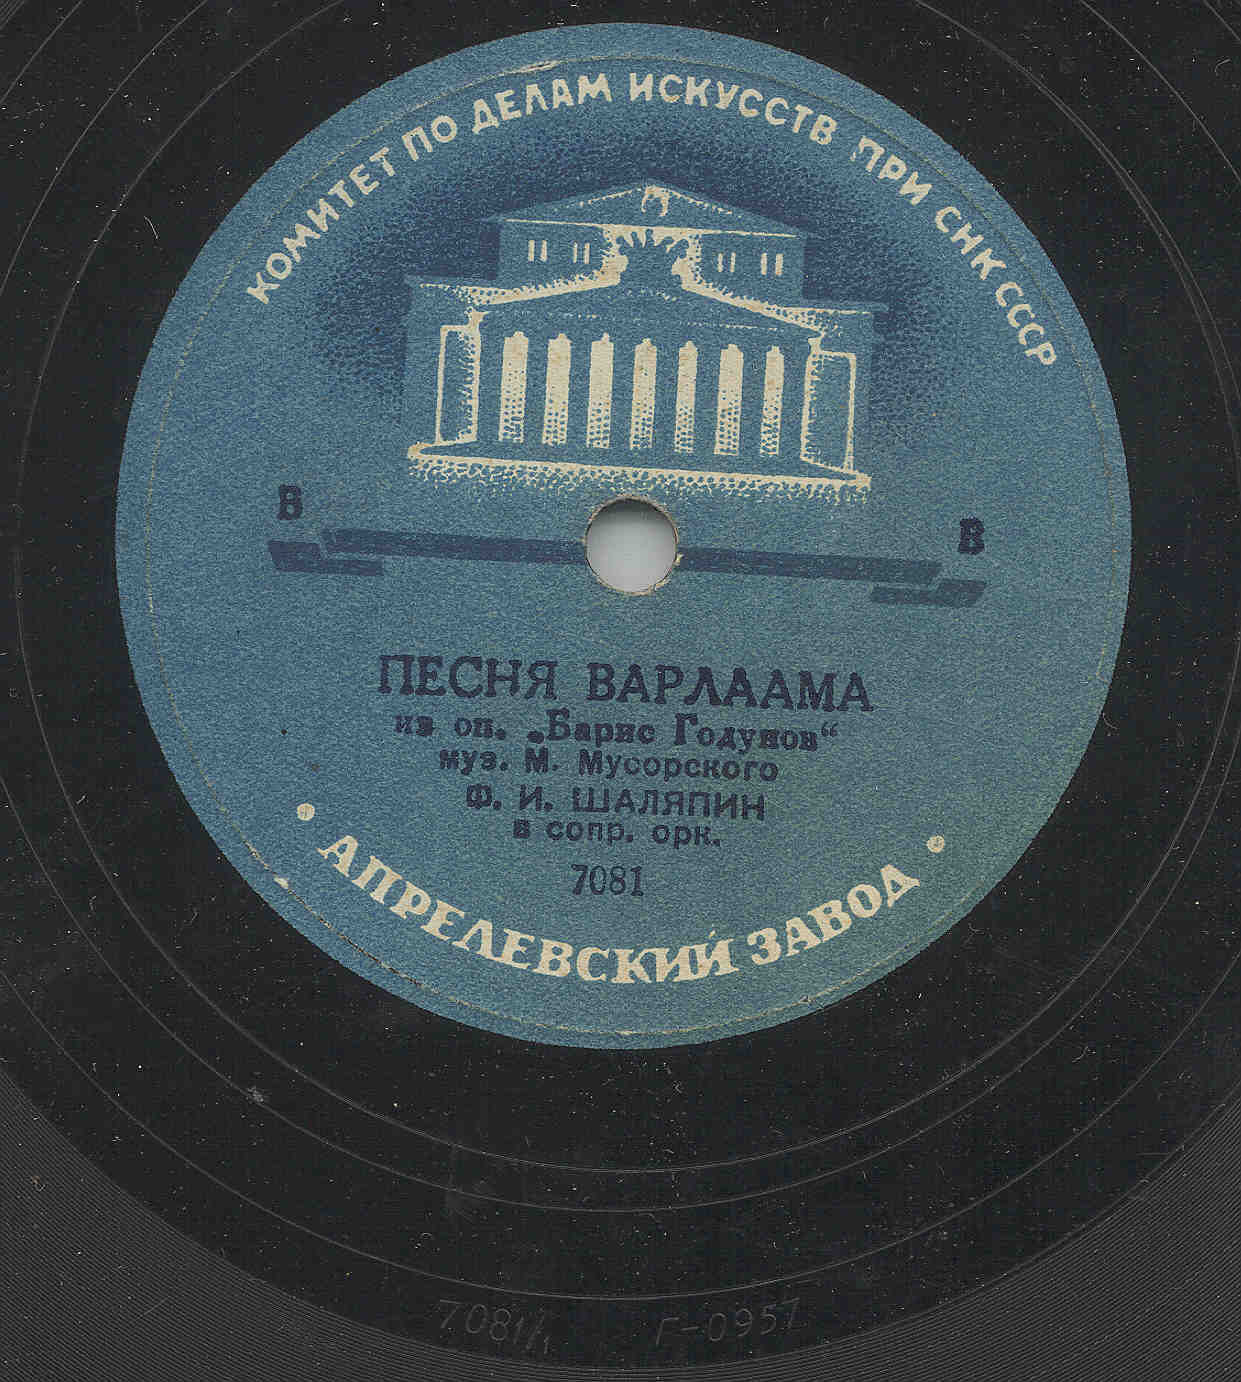 КОМИТЕТ ПО ДЕЛАМ ИСКУССТВ ПРИ СНК СССР
В В
ПЕСНЯ ВАРЛААМА
из оп. „Барис Годунов“
муз. М. Мусорского
Ф. И. ШАЛЯПИН
в сопр. орк.
7081
• АПРЕЛЕВСКИЙ ЗАВОД •
7081/1 Г-0957